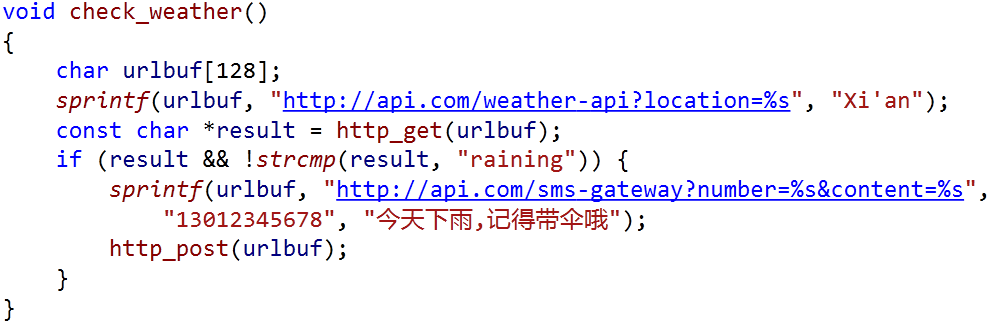 void check_weather()
{
    char urlbuf[128];
    sprintf(urlbuf, "http://api.com/weather-api?location=%s", "Xi'an");
    const char *result = http_get(urlbuf);
    if (result && !strcmp(result, "raining")) {
        sprintf(urlbuf, "http://api.com/sms-gateway?number=%s&content=%s",
            "13012345678", "今天下雨,记得带伞哦");
        http_post(urlbuf);
    }
}